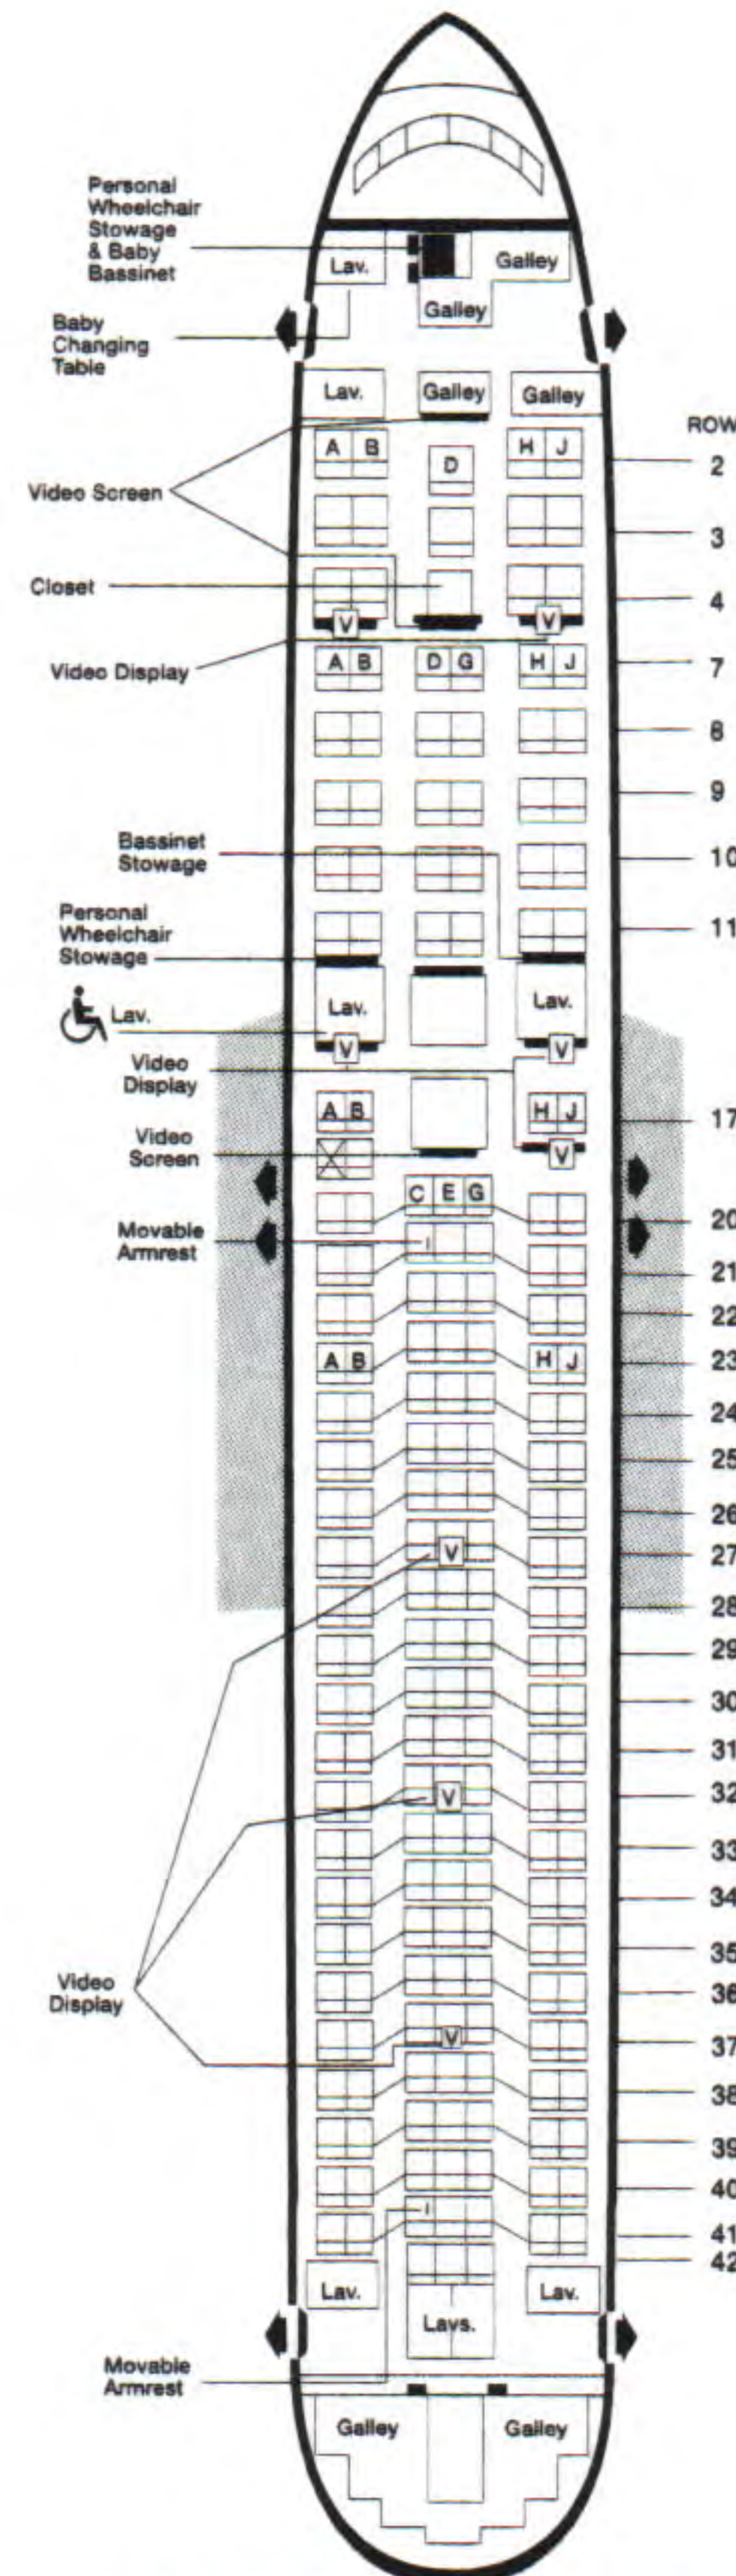 Personal
Wheelchair
Stowage
& Baby
Bassinet
Lav.
Galley
Galley
Baby
Changing
Table
Lav.
Galley
Galley
ROW
A B
D
H J
2
Video Screen
3
Closet
4
V
V
Video Display
A B
D G
H J
7
8
9
Bassinet
Stowage
10
Personal
Wheelchair
Stowage
11
Lav.
Lav.
Lav.
V
V
Video
Display
A B
H J
17
Video
Screen
V
C E G
20
Movable
Armrest
21
22
A B
H J
23
24
25
26
V
27
28
29
30
31
V
32
33
34
35
Video
Display
36
V
37
38
39
40
41
42
Lav.
Lav.
Lavs.
Movable
Armrest
Galley
Galley